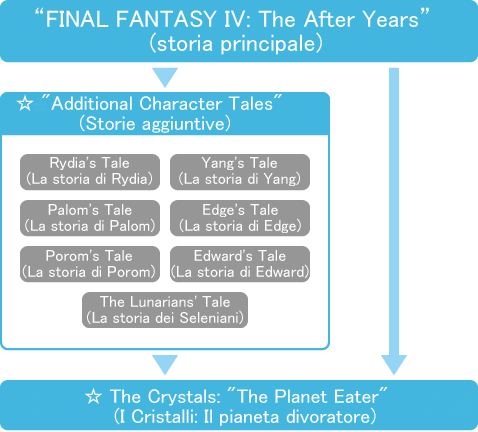 “FINAL FANTASY IV: The After Years”
(storia principale)
☆ "Additional Character Tales"
(Storie aggiuntive)
Rydia's Tale
(La storia di Rydia)
Yang's Tale
(La storia di Yang)
Palom's Tale
(La storia di Palom)
Edge's Tale
(La storia di Edge)
Porom's Tale
(La storia di Porom)
Edward's Tale
(La storia di Edward)
The Lunarians' Tale
(La storia dei Seleniani)
☆ The Crystals: "The Planet Eater"
(I Cristalli: Il pianeta divoratore)